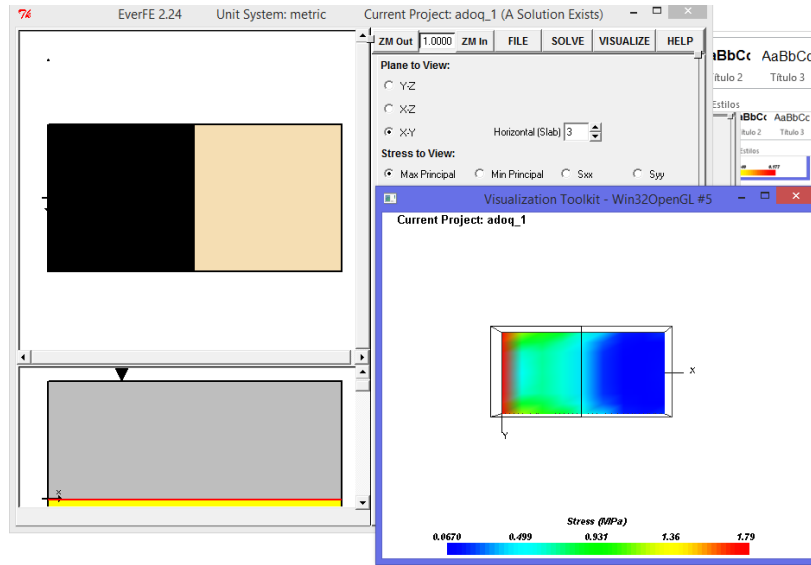 EverFE 2.24 Unit System: metric Current Project: adoq_1 (A Solution Exists)
ZM Out 1.0000 ZM In FILE SOLVE VISUALIZE HELP
Plane to View:
Y-Z
X-Z
X-Y Horizontal (Slab) 3
Stress to View:
Max Principal Min Principal Sxx Syy
AaBbCc
Título 2 Título 3
Estilos
AaBbCc
Título 3
Estilos
Visualization Toolkit - Win32OpenGL #5
Current Project: adoq_1
X
Y
Stress (MPa)
0.0670 0.499 0.931 1.36 1.79
x